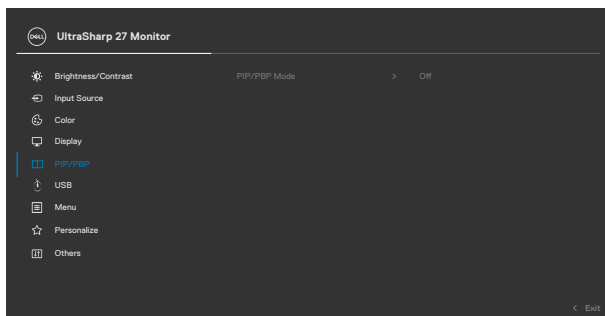 DELL UltraSharp 27 Monitor
Brightness/Contrast PIP/PBP Mode > Off
Input Source
Color
Display
PIP/PBP
USB
Menu
Personalize
Others
< Exit